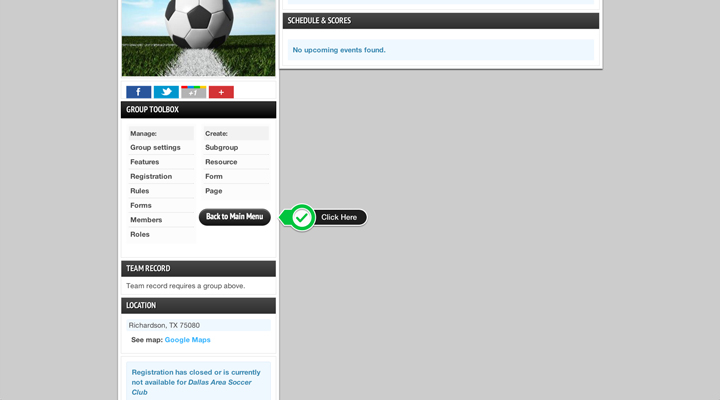 SCHEDULE & SCORES
No upcoming events found.
f
+1
+
GROUP TOOLBOX
Manage:
Group settings
Features
Registration
Rules
Forms
Members
Roles
Create:
Subgroup
Resource
Form
Page
Back to Main Menu
Click Here
TEAM RECORD
Team record requires a group above.
LOCATION
Richardson, TX 75080
See map: Google Maps
Registration has closed or is currently
not available for Dallas Area Soccer
Club